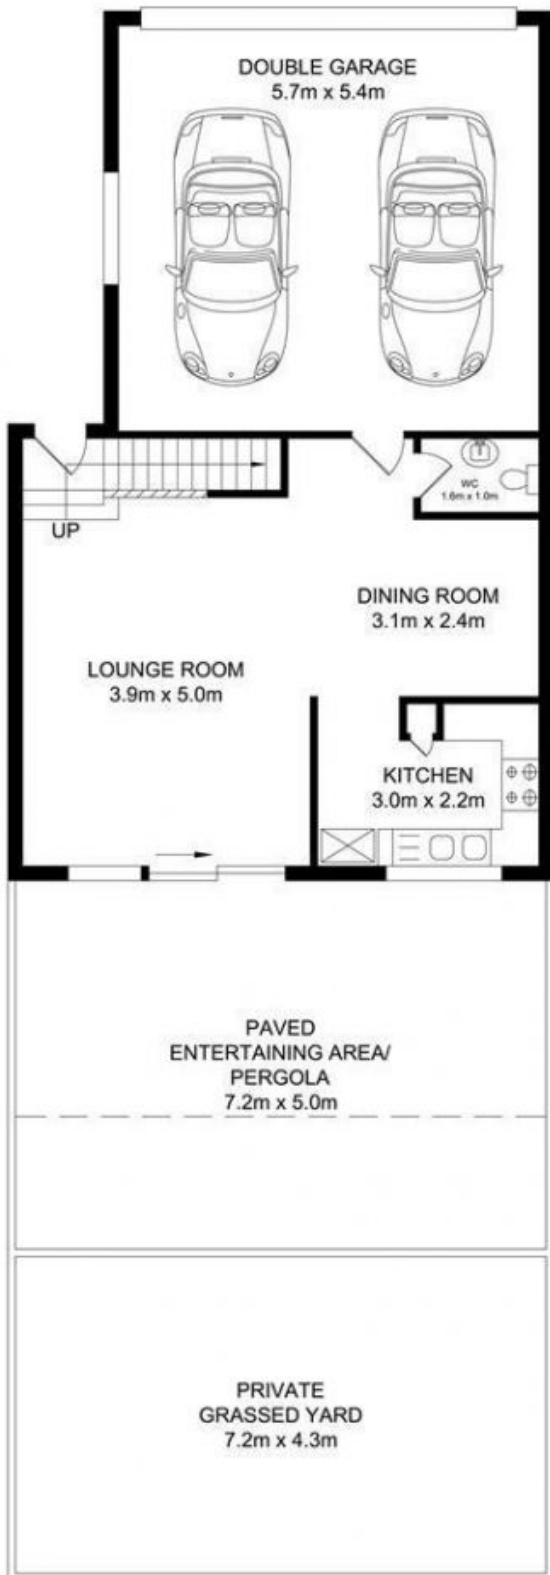 DOUBLE GARAGE
5.7m x 5.4m
WC
1.6m x 1.0m
UP
DINING ROOM
3.1m x 2.4m
LOUNGE ROOM
3.9m x 5.0m
KITCHEN
3.0m x 2.2m
PAVED
ENTERTAINING AREA/
PERGOLA
7.2m x 5.0m
PRIVATE
GRASSED YARD
7.2m x 4.3m